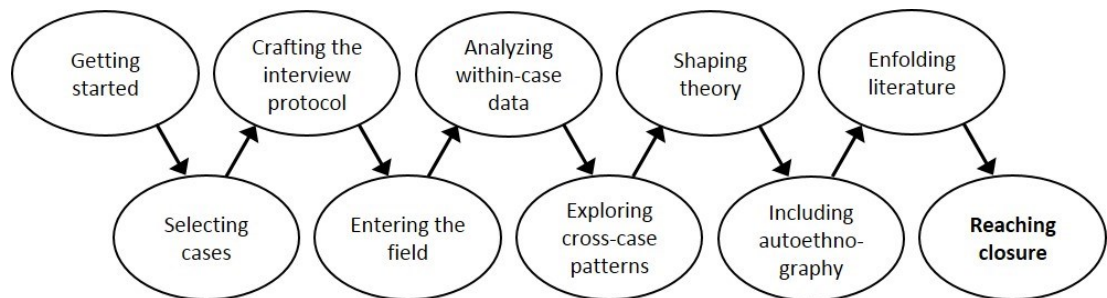 Getting
started
Selecting
cases
Crafting the
interview
protocol
Entering the
field
Analyzing
within-case
data
Exploring
cross-case
patterns
Shaping
theory
Including
autoethno-
graphy
Enfolding
literature
Reaching
closure